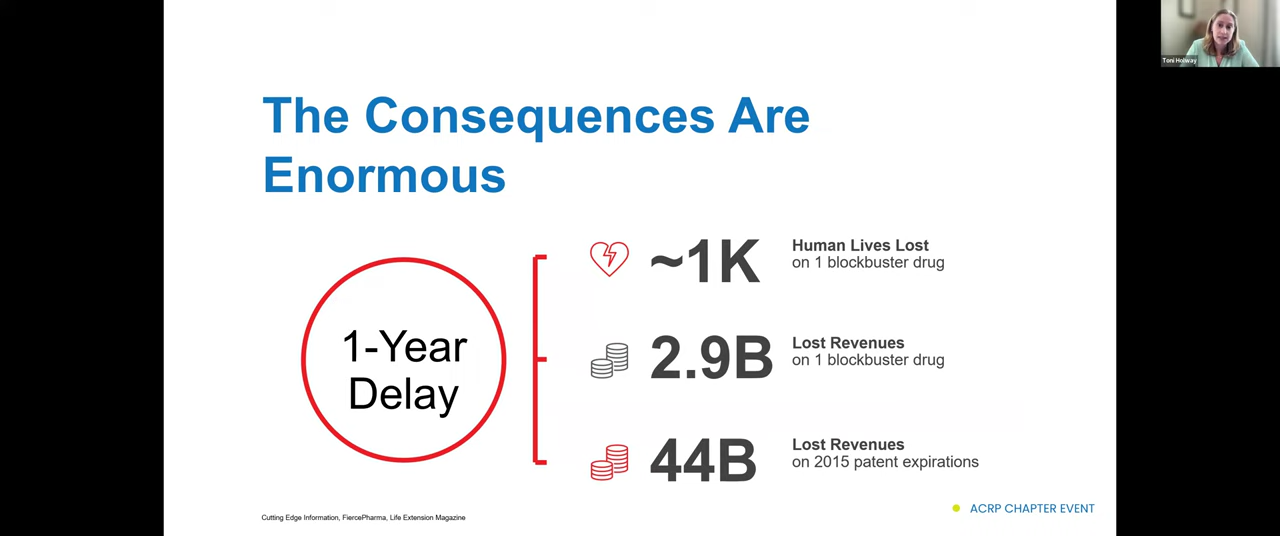 Toni Holway
The Consequences Are
Enormous
1-Year
Delay
~1K
Human Lives Lost
on 1 blockbuster drug
2.9B
Lost Revenues
on 1 blockbuster drug
44B
Lost Revenues
on 2015 patent expirations
Cutting Edge Information, FiercePharma, Life Extension Magazine
ACRP CHAPTER EVENT